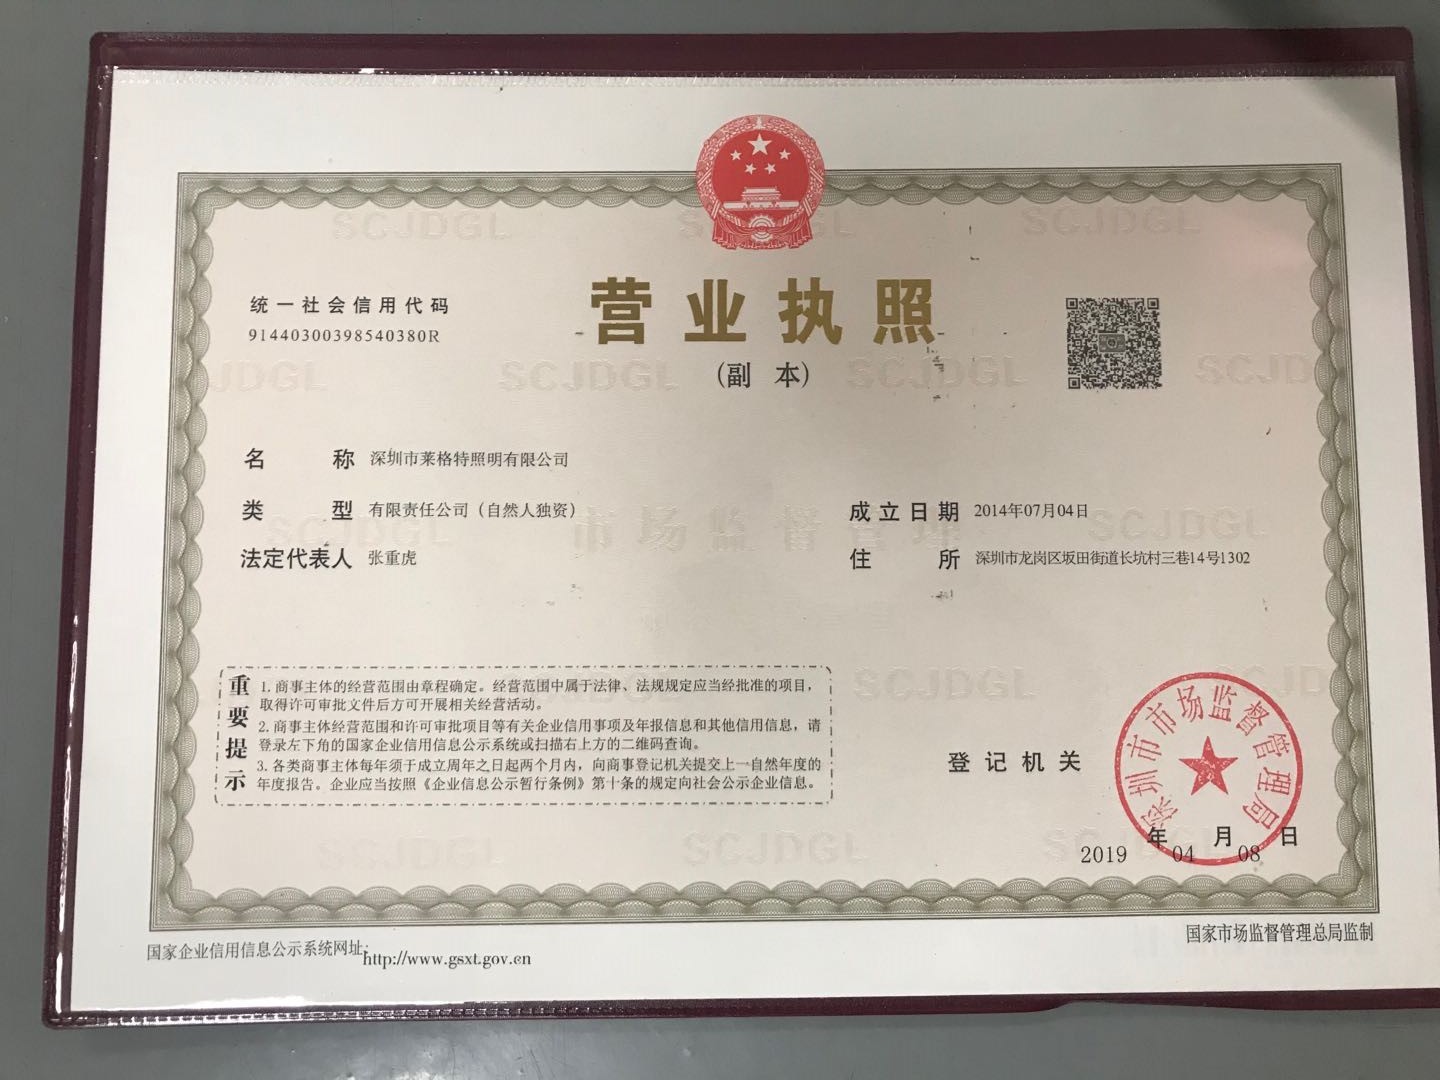 统一社会信用代码
91440300398540380R
营业执照
(副 本)
名 称 深圳市莱格特照明有限公司
类 型 有限责任公司（自然人独资）
法定代表人 张重虎
成立日期 2014年07月04日
住 所 深圳市龙岗区坂田街道长坑村三巷14号1302
重要提示
1.商事主体的经营范围由章程确定。经营范围中属于法律、法规规定应当经批准的项目，
取得许可审批文件后方可开展相关经营活动。
2.商事主体经营范围和许可审批项目等有关企业信用事项及年报信息和其他信用信息，请
登录左下角的国家企业信用信息公示系统或扫描右上方的二维码查询。
3.各类商事主体每年须于成立周年之日起两个月内，向商事登记机关提交上一自然年度的
年度报告。企业应当按照《企业信息公示暂行条例》第十条的规定向社会公示企业信息。
登记机关
深圳市市场监督管理局
2019 年 04 月 08 日
国家企业信用信息公示系统网址:
http://www.gsxt.gov.cn
国家市场监督管理总局监制
SCJDGL
市场监督管理